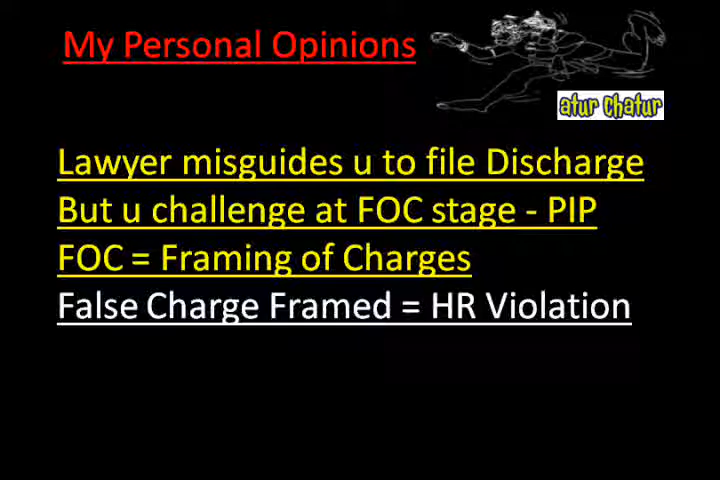 My Personal Opinions
atur chatur
Lawyer misguides u to file Discharge
But u challenge at FOC stage - PIP
FOC = Framing of Charges
False Charge Framed = HR Violation